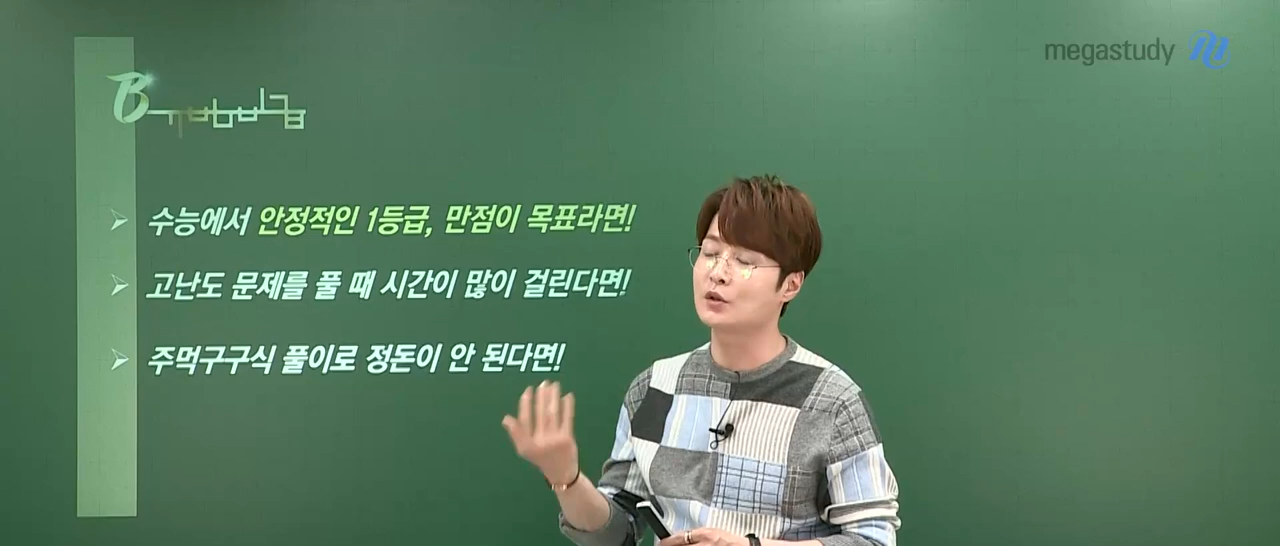 megastudy
수능에서 안정적인 1등급, 만점이 목표라면!
고난도 문제를 풀 때 시간이 많이 걸린다면!
주먹구구식 풀이로 정돈이 안 된다면!